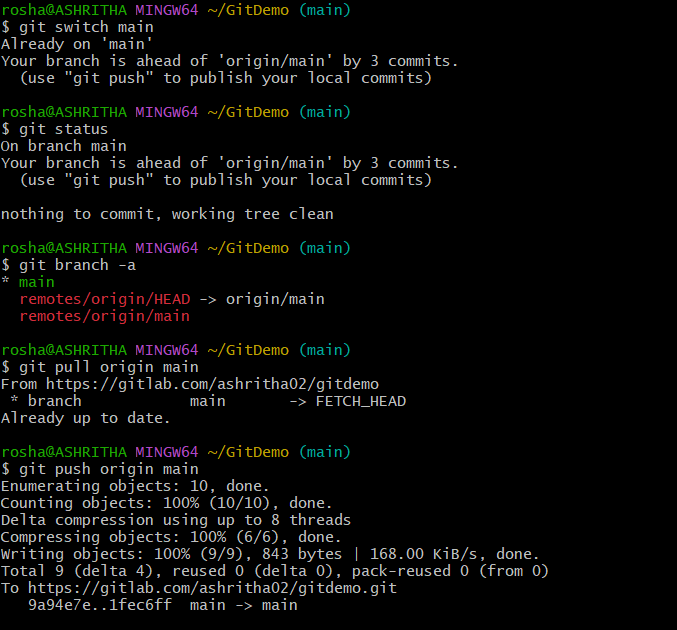 rosha@ASHRITHA MINGW64 ~/GitDemo (main)
$ git switch main
Already on 'main'
Your branch is ahead of 'origin/main' by 3 commits.
  (use "git push" to publish your local commits)

rosha@ASHRITHA MINGW64 ~/GitDemo (main)
$ git status
On branch main
Your branch is ahead of 'origin/main' by 3 commits.
  (use "git push" to publish your local commits)

nothing to commit, working tree clean

rosha@ASHRITHA MINGW64 ~/GitDemo (main)
$ git branch -a
* main
  remotes/origin/HEAD -> origin/main
  remotes/origin/main

rosha@ASHRITHA MINGW64 ~/GitDemo (main)
$ git pull origin main
From https://gitlab.com/ashritha02/gitdemo
 * branch            main       -> FETCH_HEAD
Already up to date.

rosha@ASHRITHA MINGW64 ~/GitDemo (main)
$ git push origin main
Enumerating objects: 10, done.
Counting objects: 100% (10/10), done.
Delta compression using up to 8 threads
Compressing objects: 100% (6/6), done.
Writing objects: 100% (9/9), 843 bytes | 168.00 KiB/s, done.
Total 9 (delta 4), reused 0 (delta 0), pack-reused 0 (from 0)
To https://gitlab.com/ashritha02/gitdemo.git
   9a94e7e..1fec6ff  main -> main